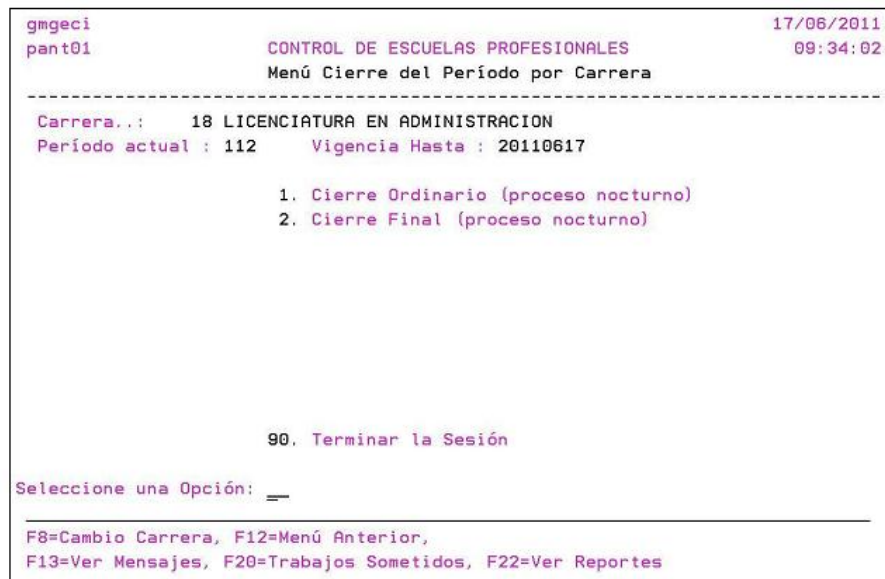 gmgeci 17/06/2011
pant01 CONTROL DE ESCUELAS PROFESIONALES 09:34:02
Menú Cierre del Período por Carrera
Carrera..: 18 LICENCIATURA EN ADMINISTRACION
Período actual : 112 Vigencia Hasta : 20110617
1. Cierre Ordinario (proceso nocturno)
2. Cierre Final (proceso nocturno)
90. Terminar la Sesión
Seleccione una Opción: __
F8=Cambio Carrera, F12=Menú Anterior,
F13=Ver Mensajes, F20=Trabajos Sometidos, F22=Ver Reportes